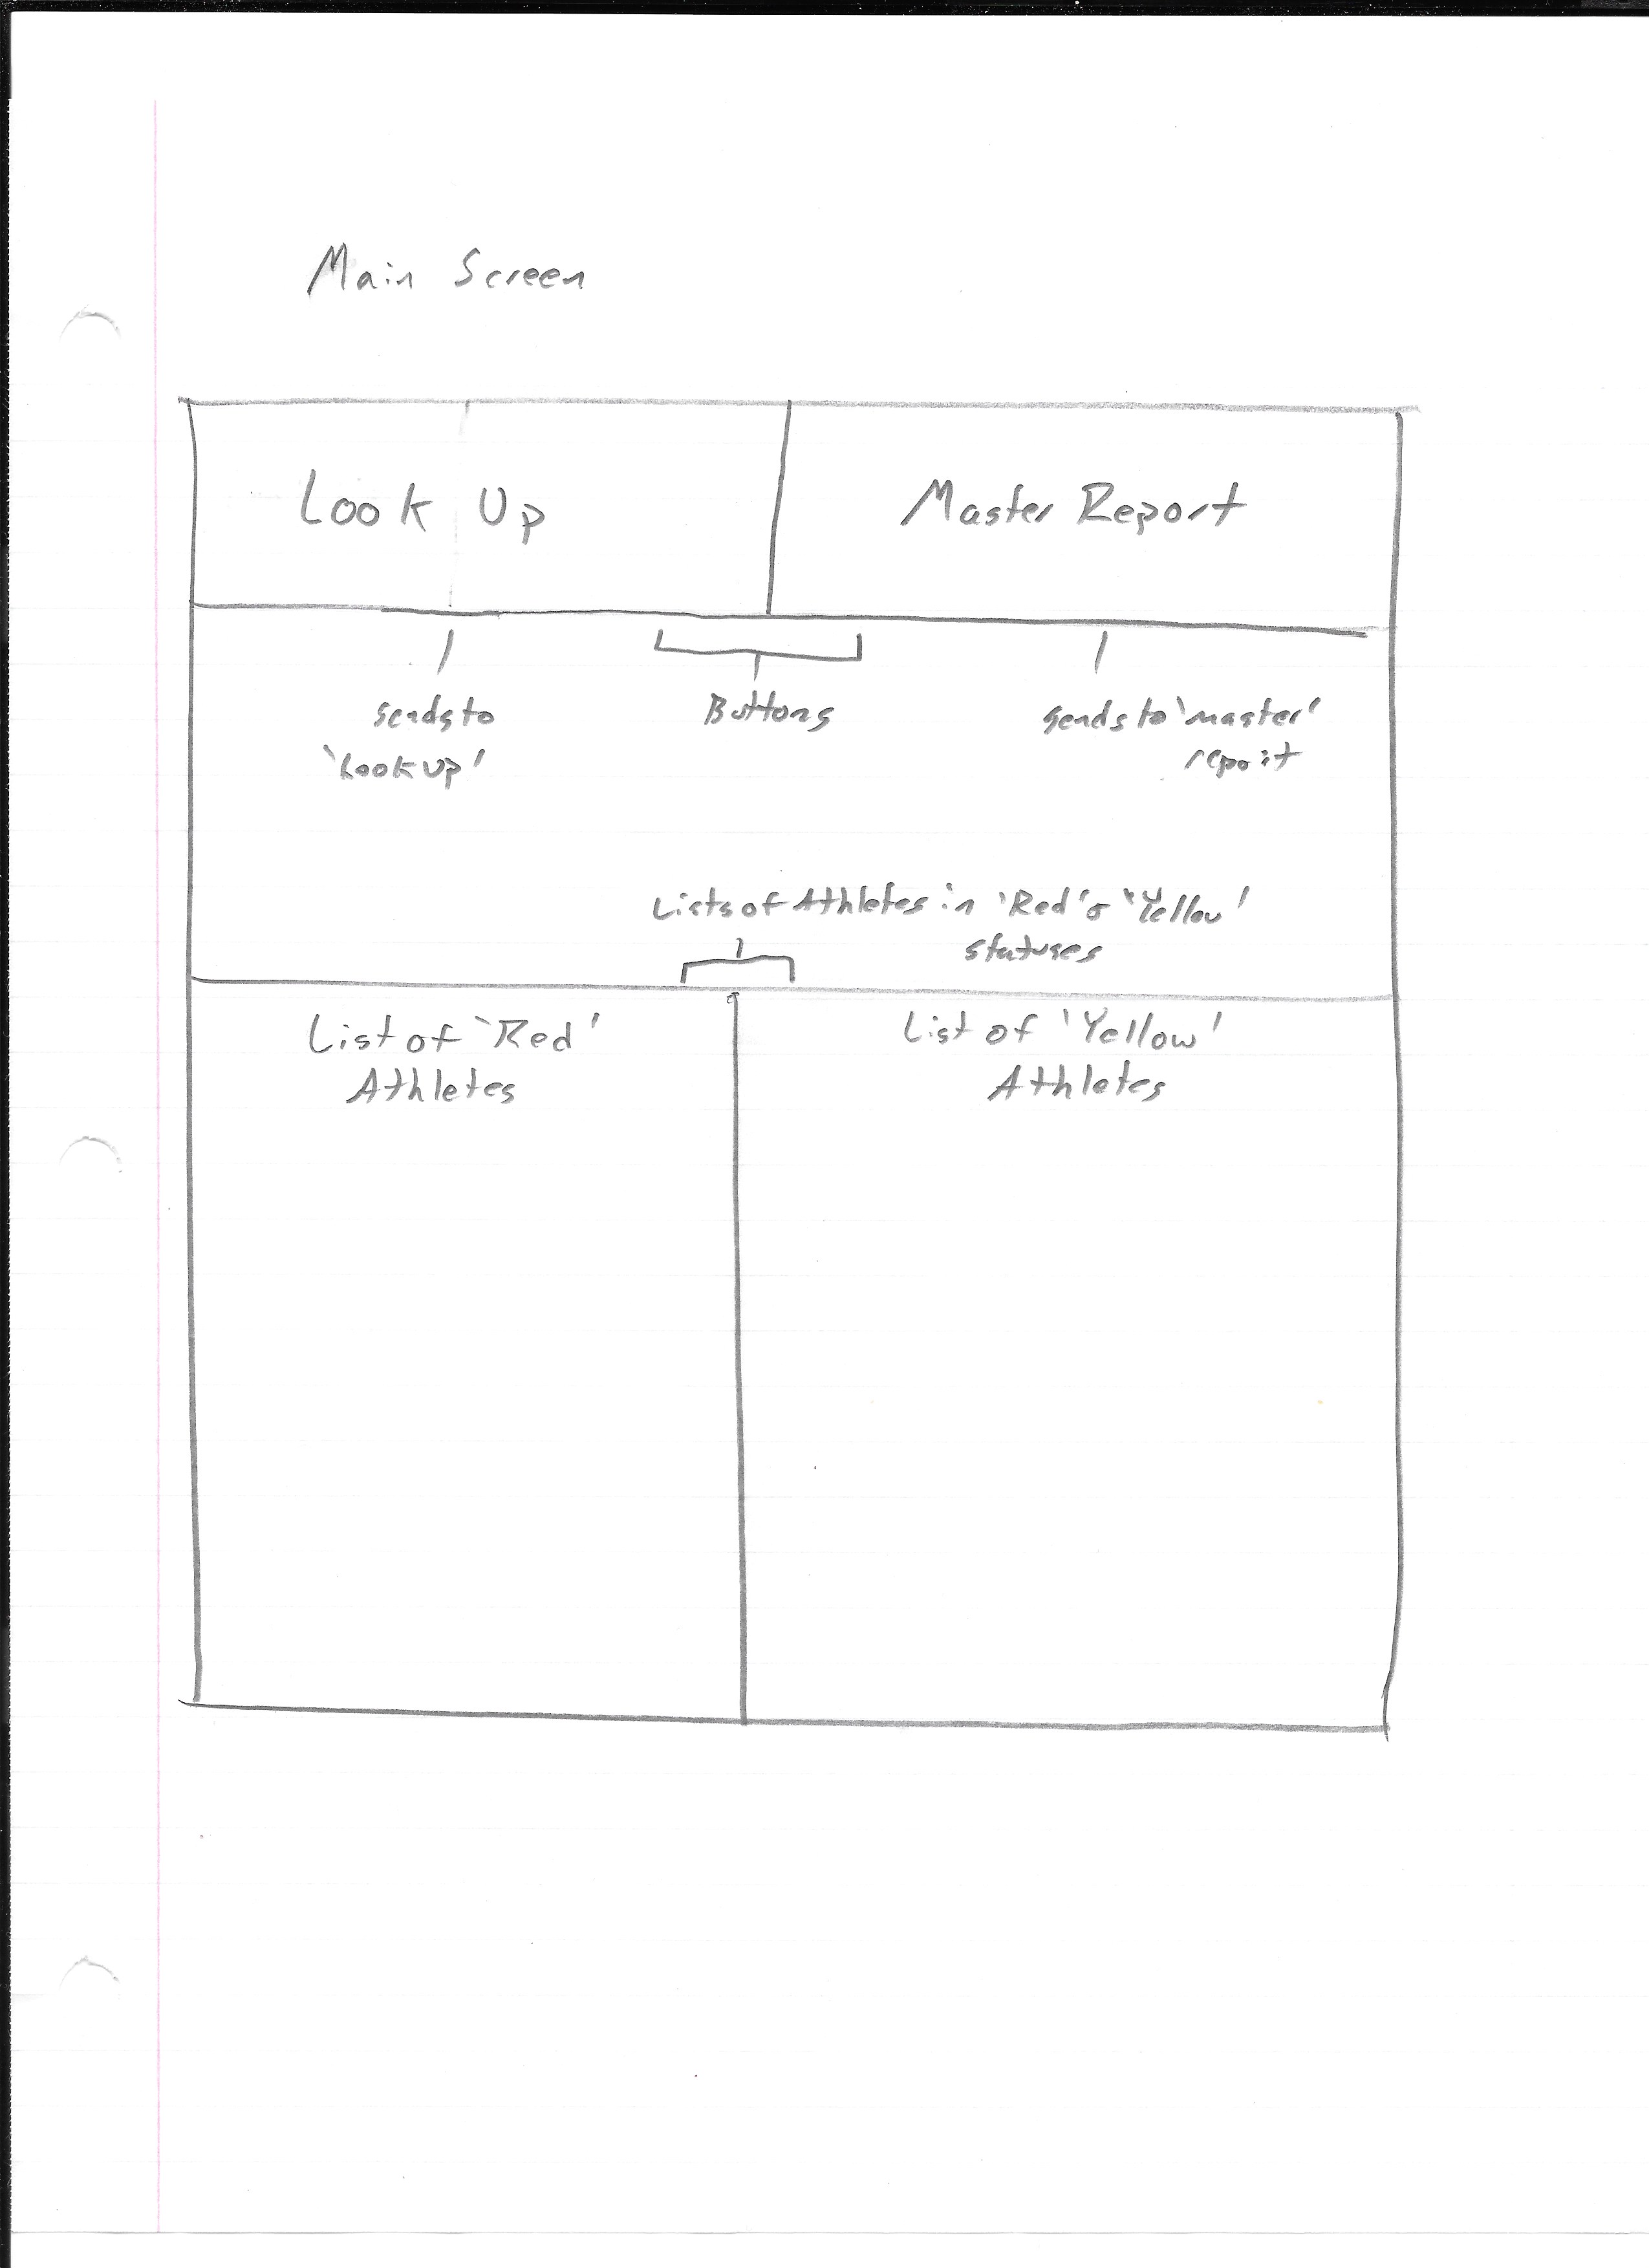 Main Screen
Look Up
Master Report
sends to
'Look Up'
Buttons
sends to 'master'
report
Lists of Athletes in 'Red' & 'Yellow'
statuses
List of 'Red'
Athletes
List of 'Yellow'
Athletes